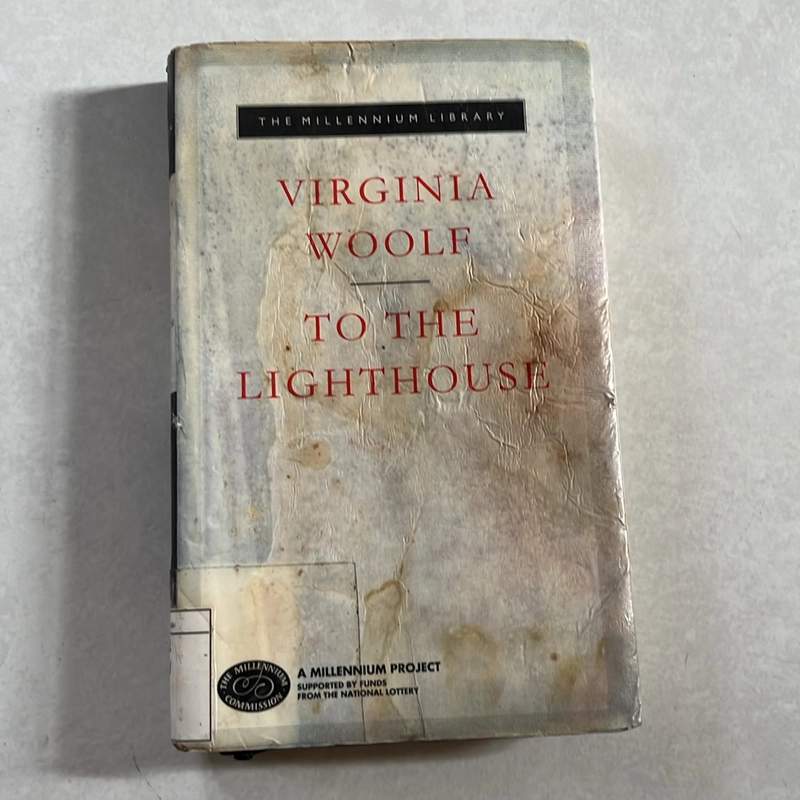 THE MILLENNIUM LIBRARY
VIRGINIA
WOOLF
TO THE
LIGHTHOUSE
THE MILLENNIUM
COMMISSION
A MILLENNIUM PROJECT
SUPPORTED BY FUNDS
FROM THE NATIONAL LOTTERY